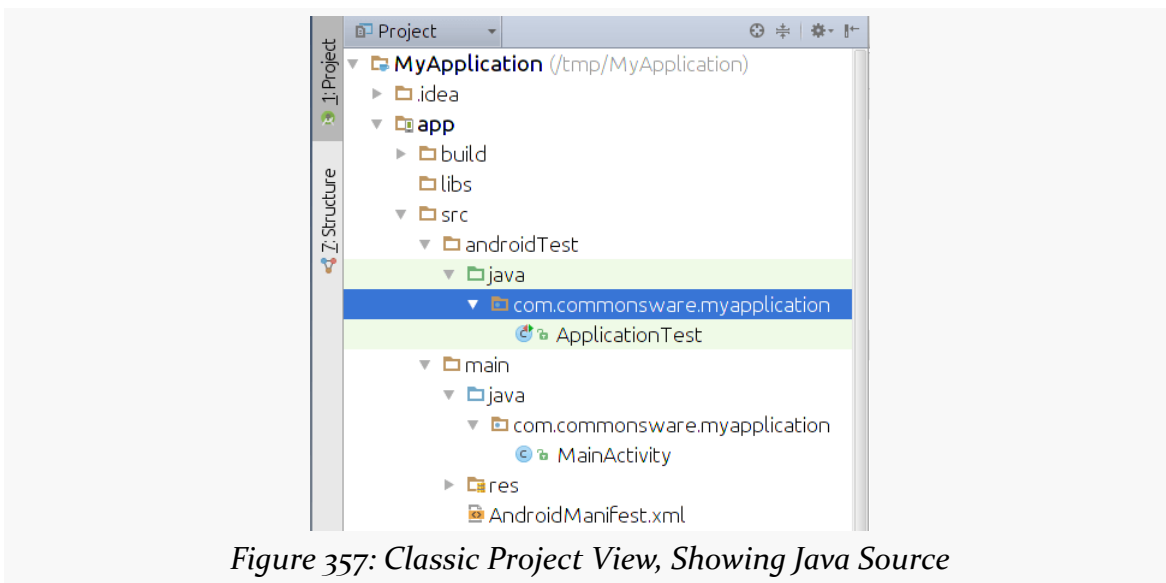 Project
1: Project
7: Structure
MyApplication (/tmp/MyApplication)
.idea
app
build
libs
src
androidTest
java
com.commonsware.myapplication
ApplicationTest
main
java
com.commonsware.myapplication
MainActivity
res
AndroidManifest.xml
Figure 357: Classic Project View, Showing Java Source